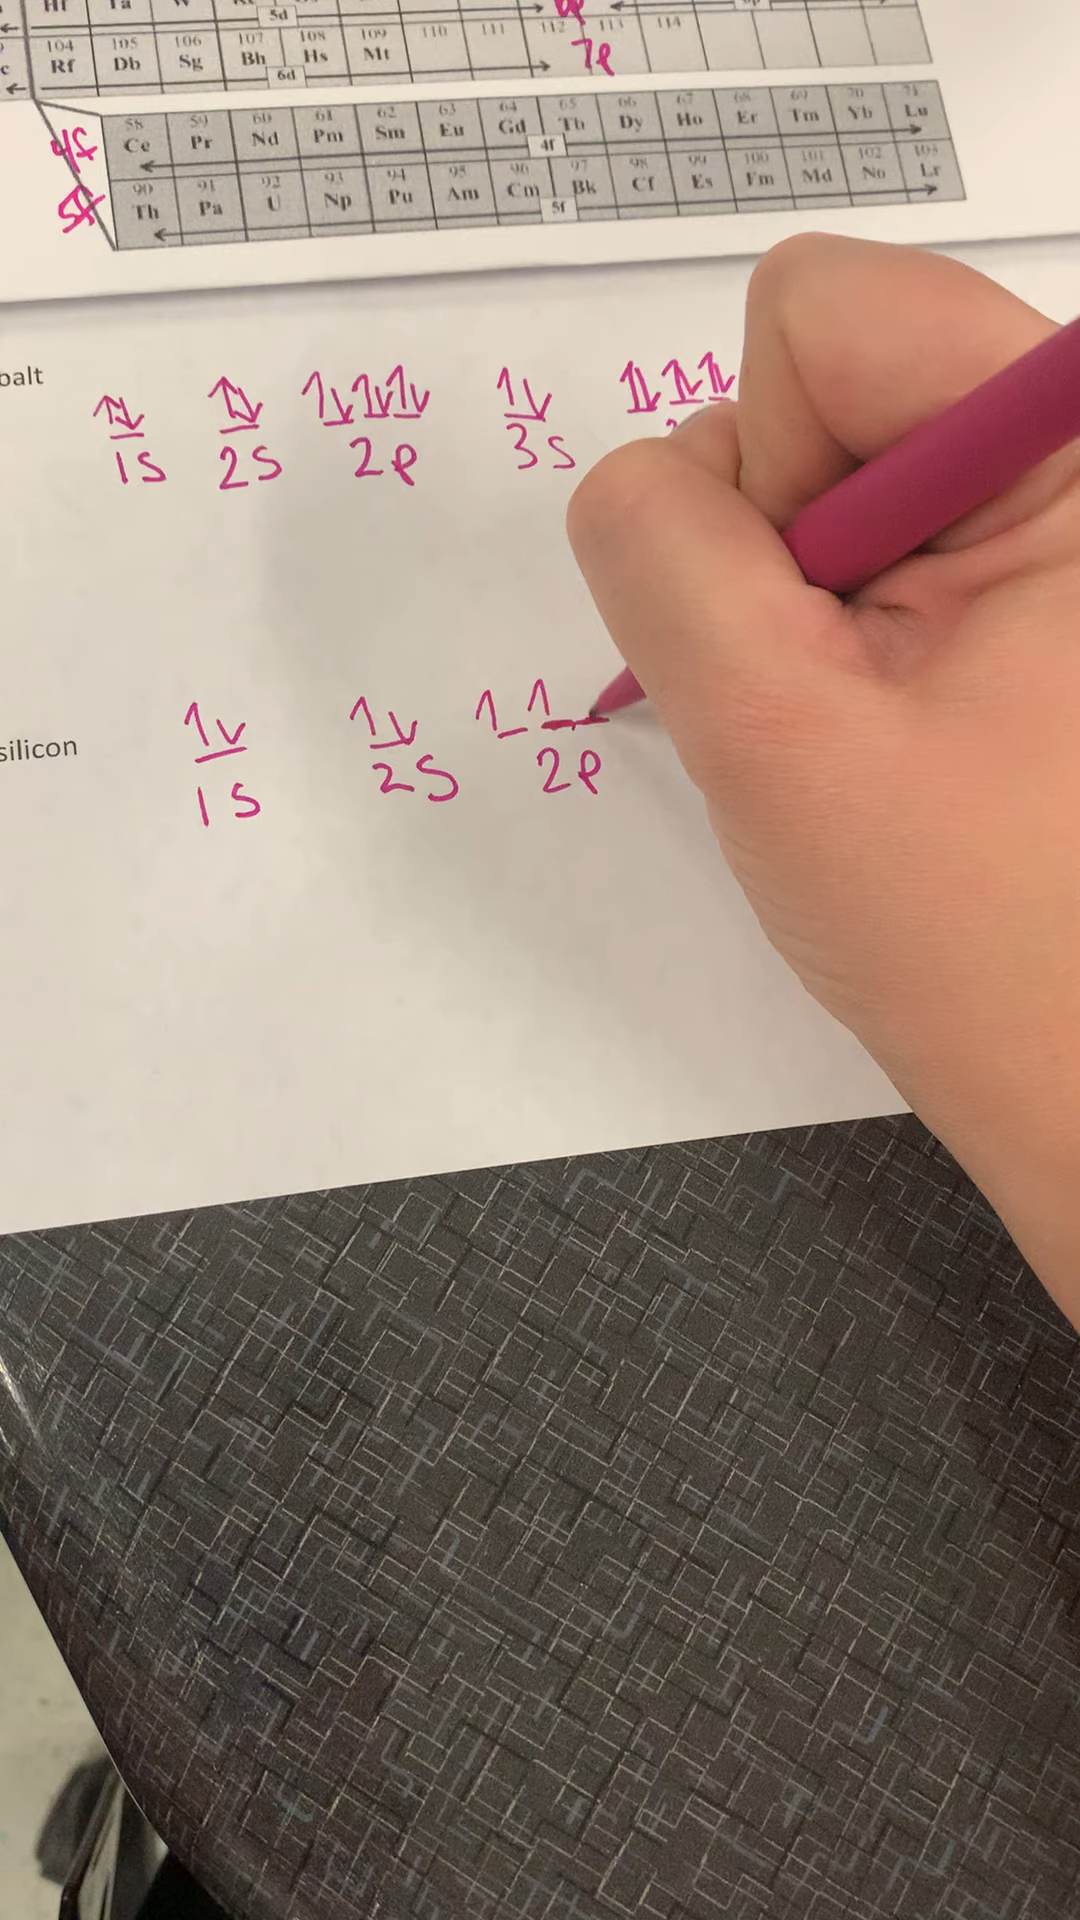 5d
104 105 106 107 108 109 110 111 112 113 114
Rf Db Sg Bh Hs Mt
6d
7p
4f
58 59 60 61 62 63 64 65 66 67 68 69 70 71
Ce Pr Nd Pm Sm Eu Gd Tb Dy Ho Er Tm Yb Lu
4f
5f
90 91 92 93 94 95 96 97 98 99 100 101 102 103
Th Pa U Np Pu Am Cm Bk Cf Es Fm Md No Lr
5f
balt
1s 2s 2p 3s
silicon
1s 2s 2p